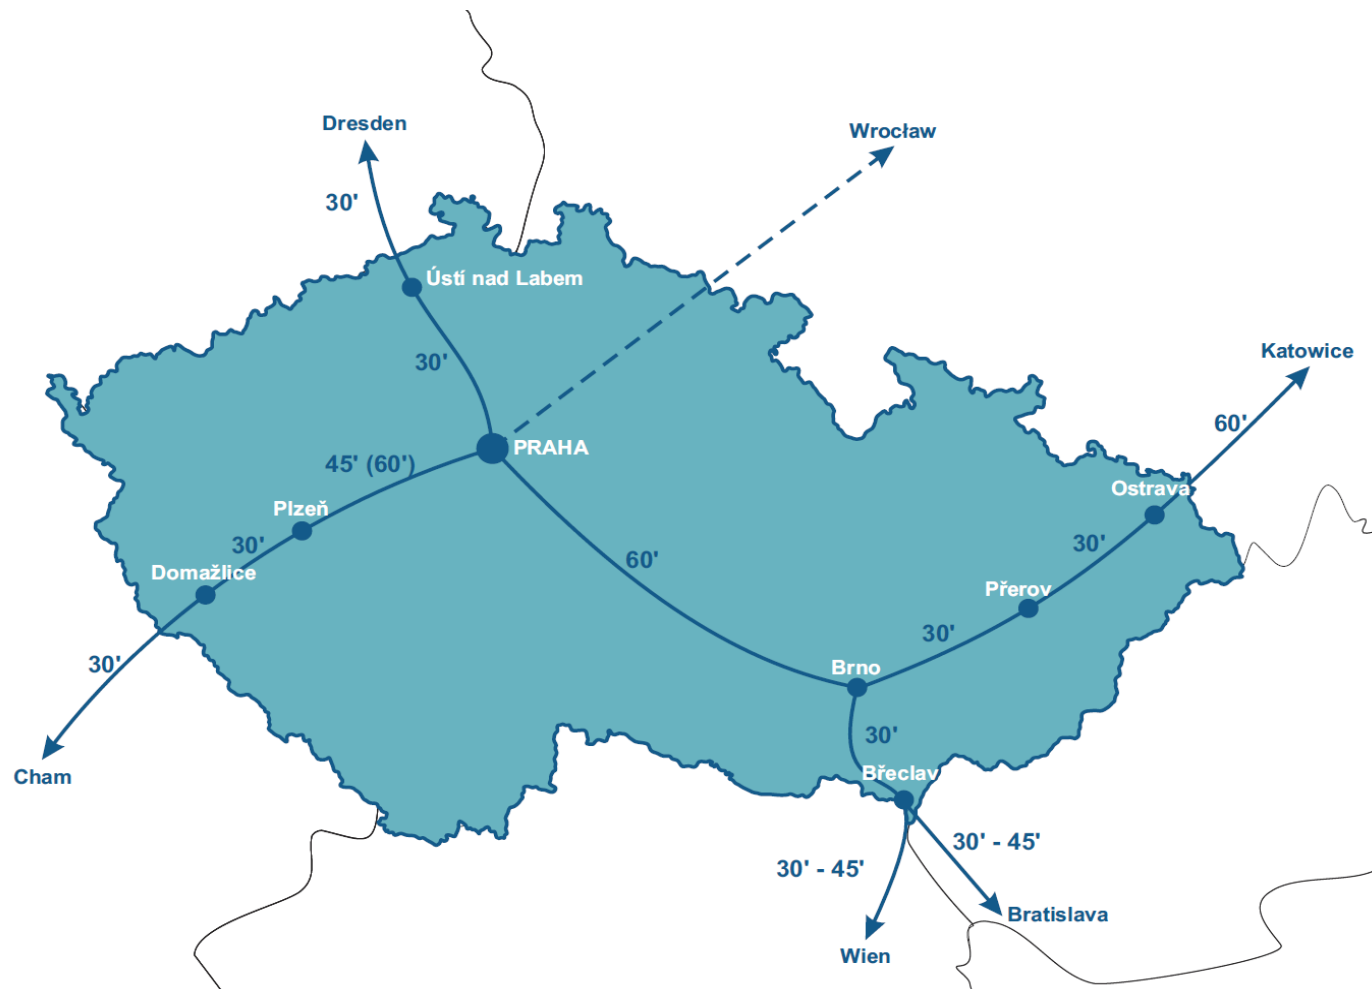 Dresden
Wrocław
30'
Ústí nad Labem
Katowice
30'
60'
PRAHA
45' (60')
Ostrava
Plzeň
30'
30'
60'
Domažlice
Přerov
30'
30'
Brno
30'
Břeclav
Cham
30' - 45'
30' - 45'
Bratislava
Wien